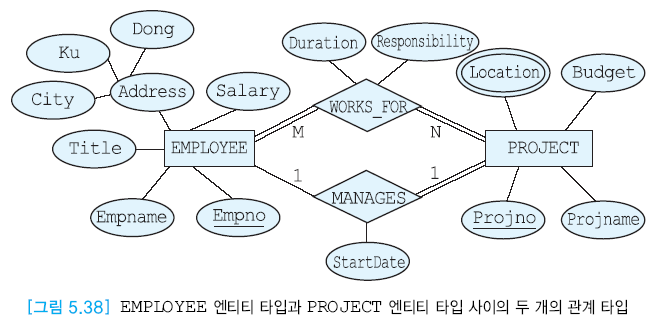 Dong
Ku
Duration
Responsibility
Location
Budget
City
Address
Salary
WORKS_FOR
M
N
Title
EMPLOYEE
PROJECT
1
1
MANAGES
Empname
Empno
Projno
Projname
StartDate
[그림 5.38] EMPLOYEE 엔티티 타입과 PROJECT 엔티티 타입 사이의 두 개의 관계 타입